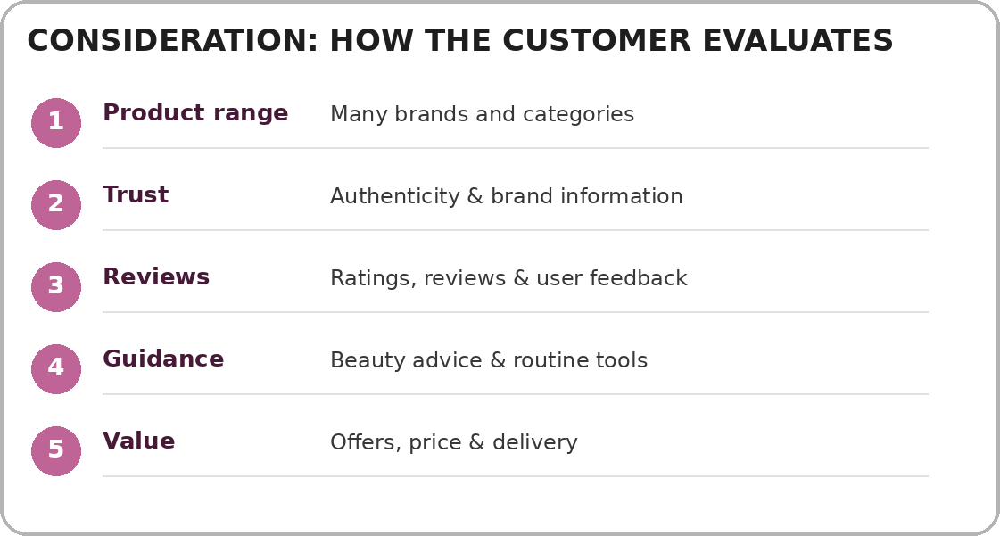 CONSIDERATION: HOW THE CUSTOMER EVALUATES
1 Product range Many brands and categories
2 Trust Authenticity & brand information
3 Reviews Ratings, reviews & user feedback
4 Guidance Beauty advice & routine tools
5 Value Offers, price & delivery